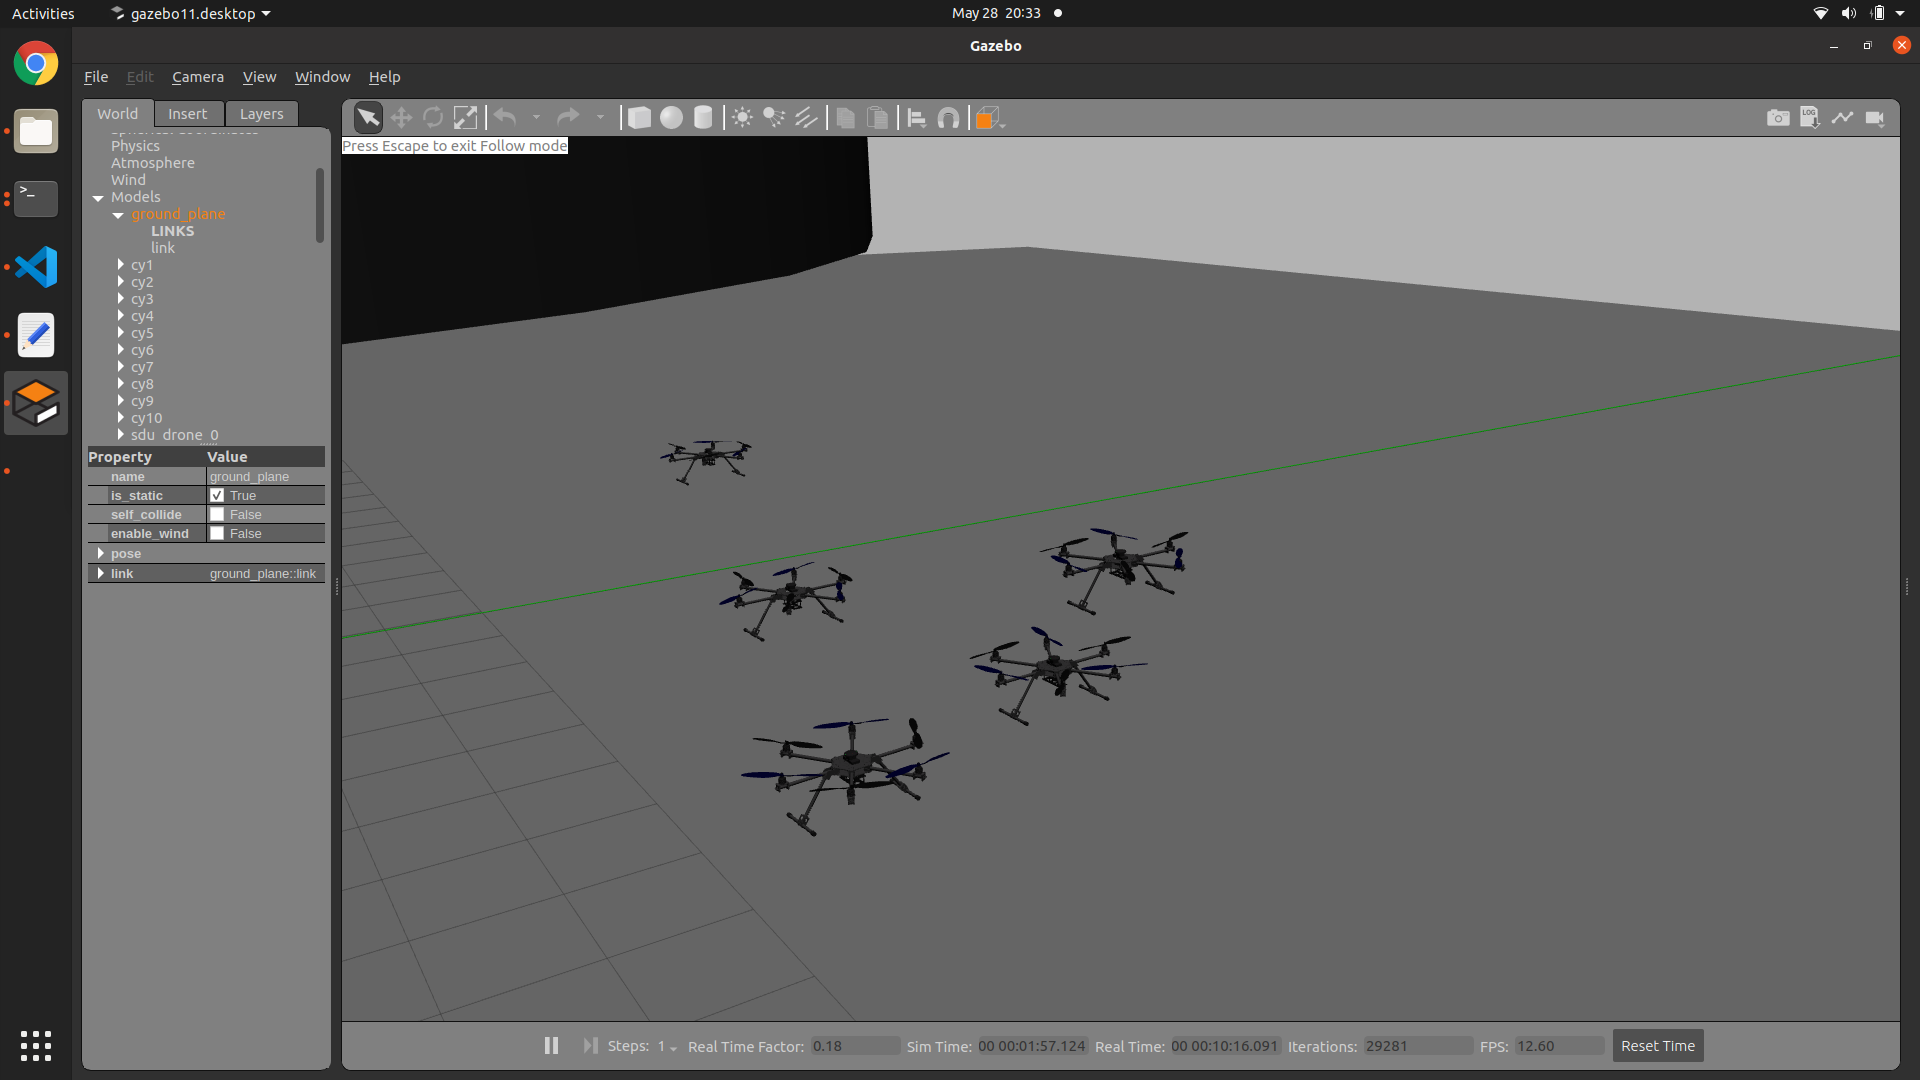 Activities gazebo11.desktop May 28 20:33
Gazebo
File Edit Camera View Window Help
World Insert Layers
Physics
Atmosphere
Wind
Models
ground_plane
LINKS
link
cy1
cy2
cy3
cy4
cy5
cy6
cy7
cy8
cy9
cy10
sdu_drone_0
Property Value
name ground_plane
is_static True
self_collide False
enable_wind False
pose
link ground_plane::link
LOG
Press Escape to exit Follow mode
Steps: 1 Real Time Factor: 0.18 Sim Time: 00 00:01:57.124 Real Time: 00 00:10:16.091 Iterations: 29281 FPS: 12.60 Reset Time